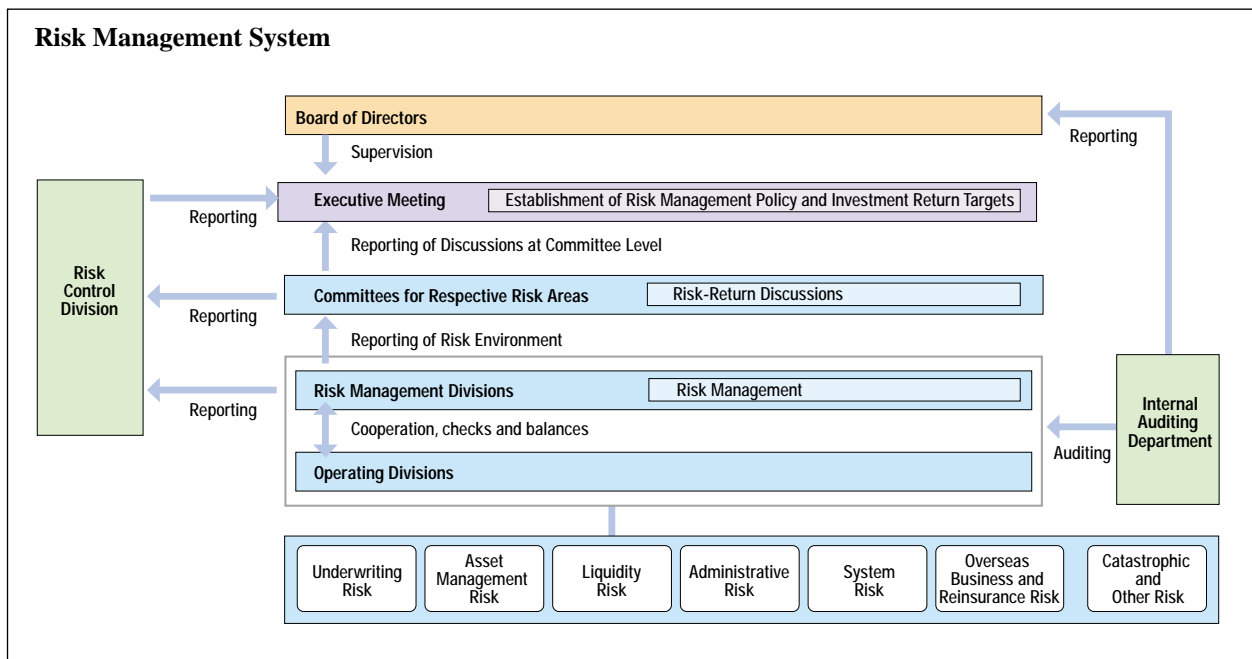 Risk Management System
Board of Directors
Reporting
Supervision
Executive Meeting
Establishment of Risk Management Policy and Investment Return Targets
Reporting
Reporting of Discussions at Committee Level
Risk
Control
Division
Committees for Respective Risk Areas
Risk-Return Discussions
Reporting
Reporting of Risk Environment
Risk Management Divisions
Risk Management
Reporting
Cooperation, checks and balances
Internal
Auditing
Department
Auditing
Operating Divisions
Underwriting
Risk
Asset
Management
Risk
Liquidity
Risk
Administrative
Risk
System
Risk
Overseas
Business and
Reinsurance Risk
Catastrophic
and
Other Risk